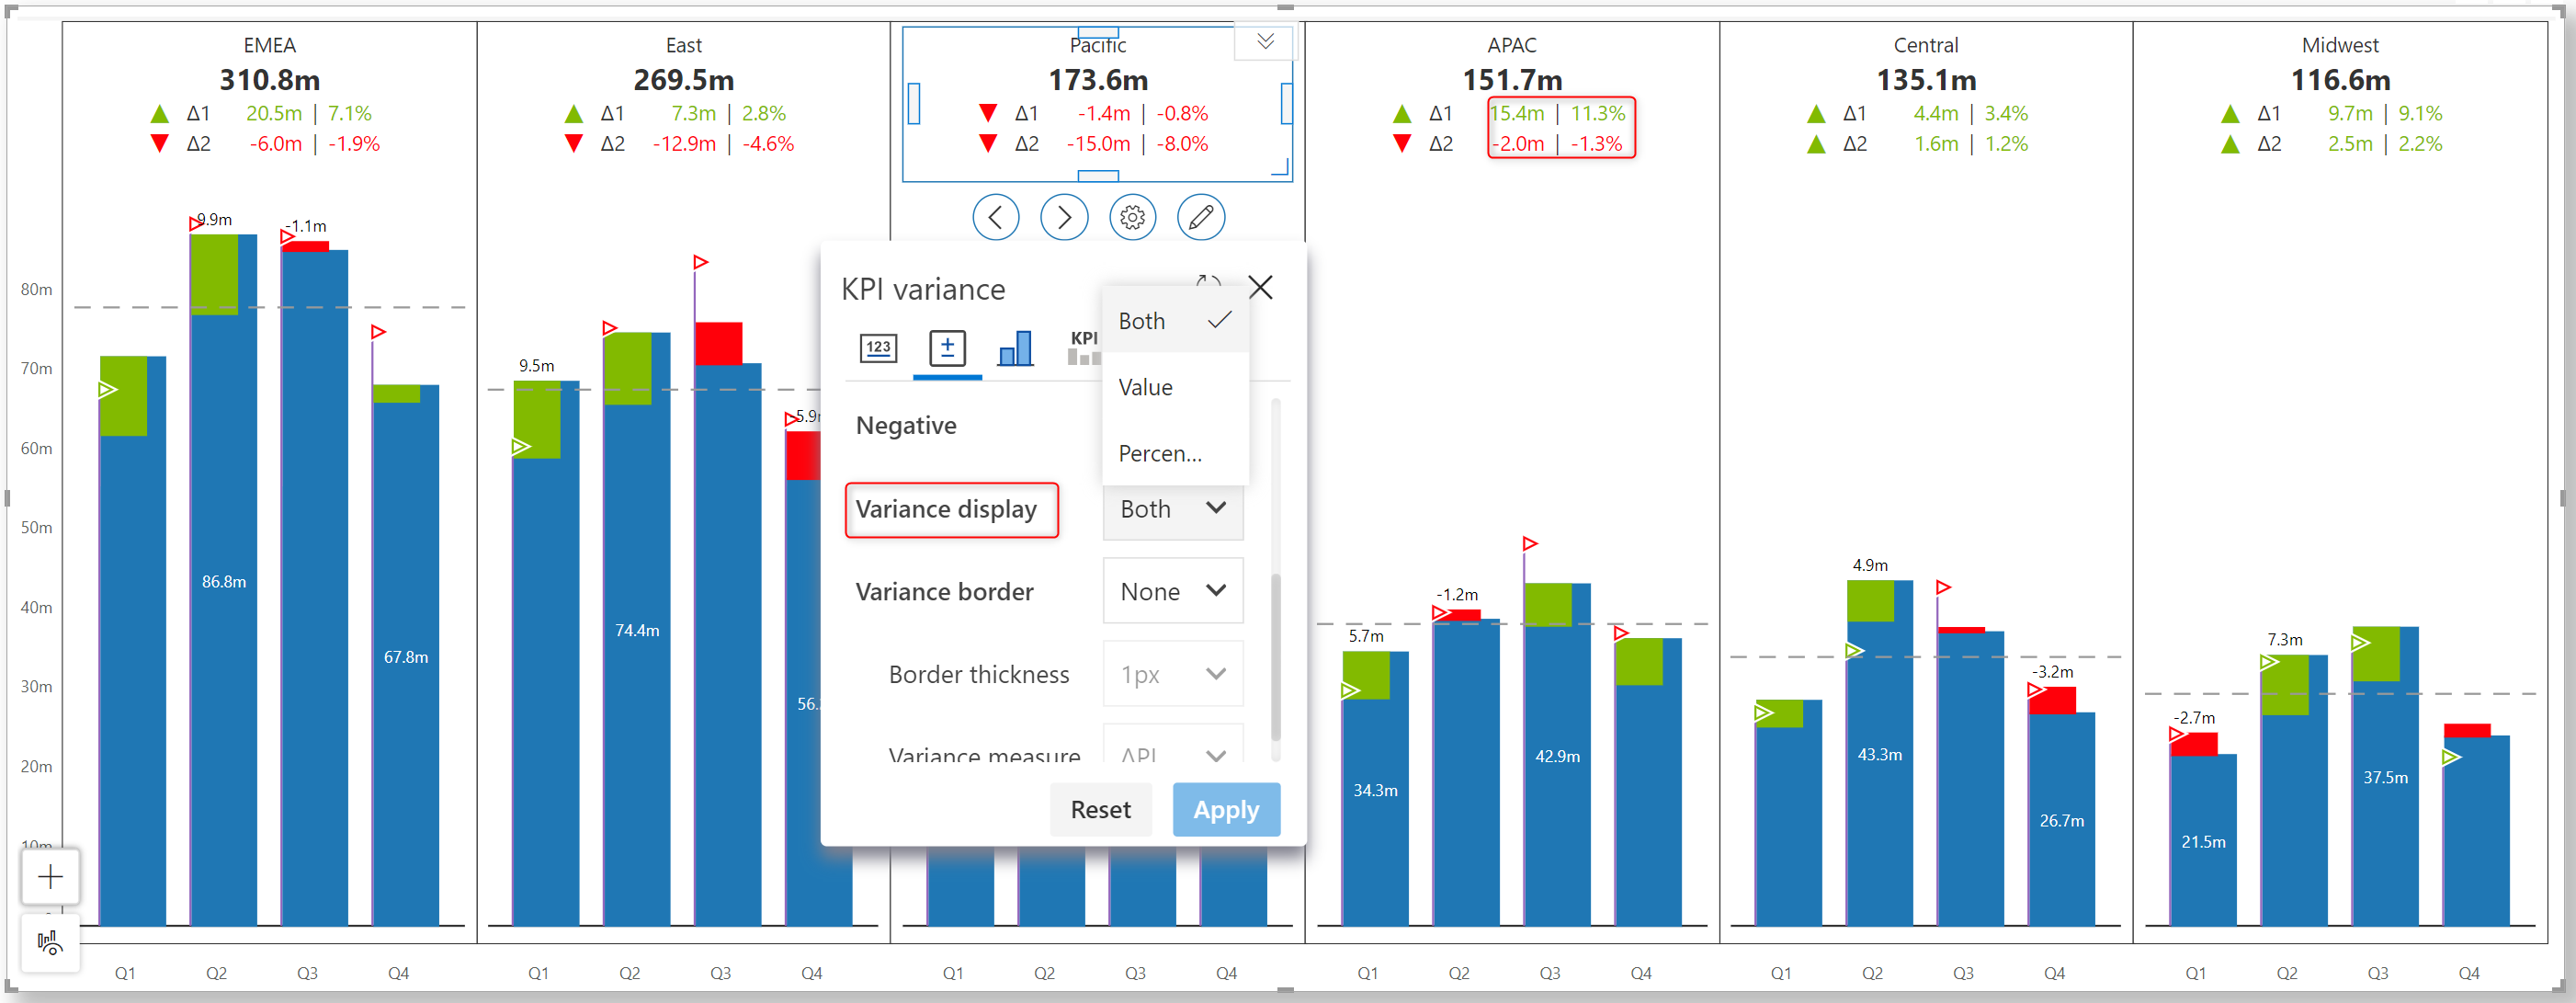 EMEA
310.8m
Δ1 20.5m | 7.1%
Δ2 -6.0m | -1.9%
East
269.5m
Δ1 7.3m | 2.8%
Δ2 -12.9m | -4.6%
Pacific
173.6m
Δ1 -1.4m | -0.8%
Δ2 -15.0m | -8.0%
APAC
151.7m
Δ1 15.4m | 11.3%
Δ2 -2.0m | -1.3%
Central
135.1m
Δ1 4.4m | 3.4%
Δ2 1.6m | 1.2%
Midwest
116.6m
Δ1 9.7m | 9.1%
Δ2 2.5m | 2.2%
80m
70m
60m
50m
40m
30m
20m
10m
9.9m
-1.1m
86.8m
67.8m
Q1 Q2 Q3 Q4
9.5m
-5.9
74.4m
56.
Q1 Q2 Q3 Q4
KPI variance
123
KPI
Negative
Variance display
Both
Variance border
None
Border thickness
1px
Variance measure
Reset
Apply
Both
Value
Percen...
Q1 Q2 Q3 Q4
5.7m
-1.2m
34.3m
42.9m
Q1 Q2 Q3 Q4
4.9m
-3.2m
43.3m
26.7m
Q1 Q2 Q3 Q4
-2.7m
7.3m
21.5m
37.5m
Q1 Q2 Q3 Q4